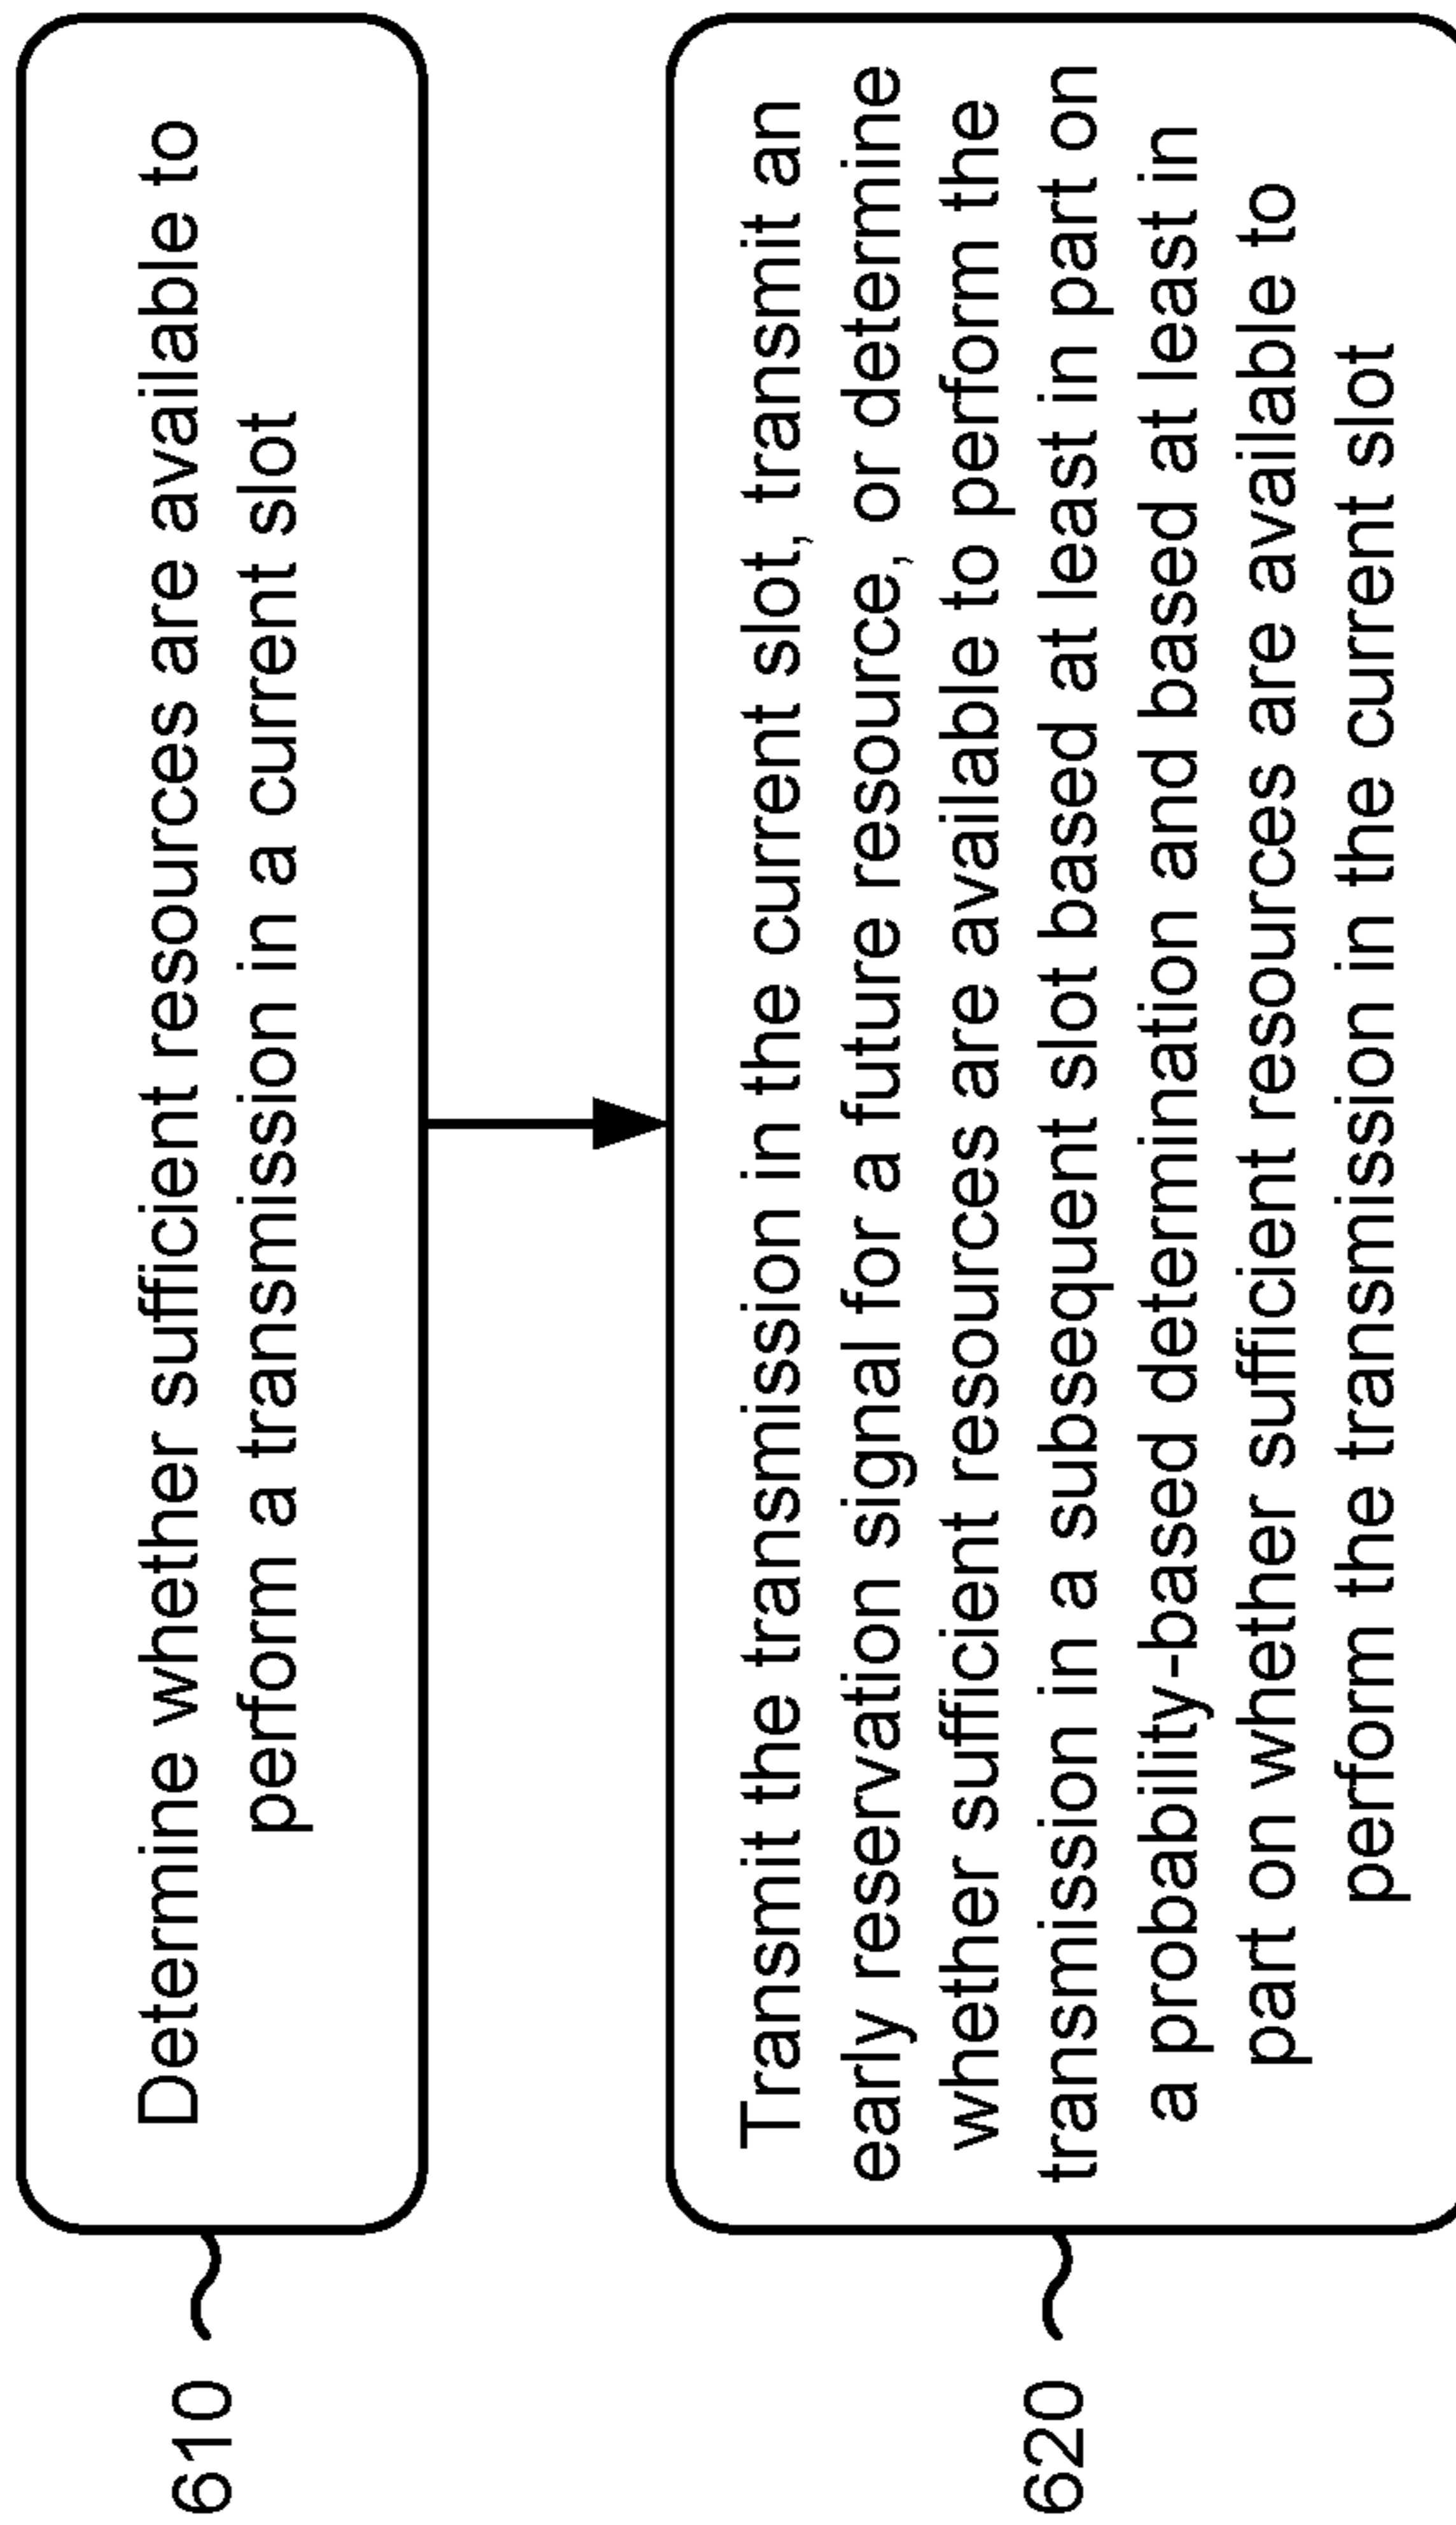 610
Determine whether sufficient resources are available to
perform a transmission in a current slot
620
Transmit the transmission in the current slot, transmit an
early reservation signal for a future resource, or determine
whether sufficient resources are available to perform the
transmission in a subsequent slot based at least in part on
a probability-based determination and based at least in
part on whether sufficient resources are available to
perform the transmission in the current slot